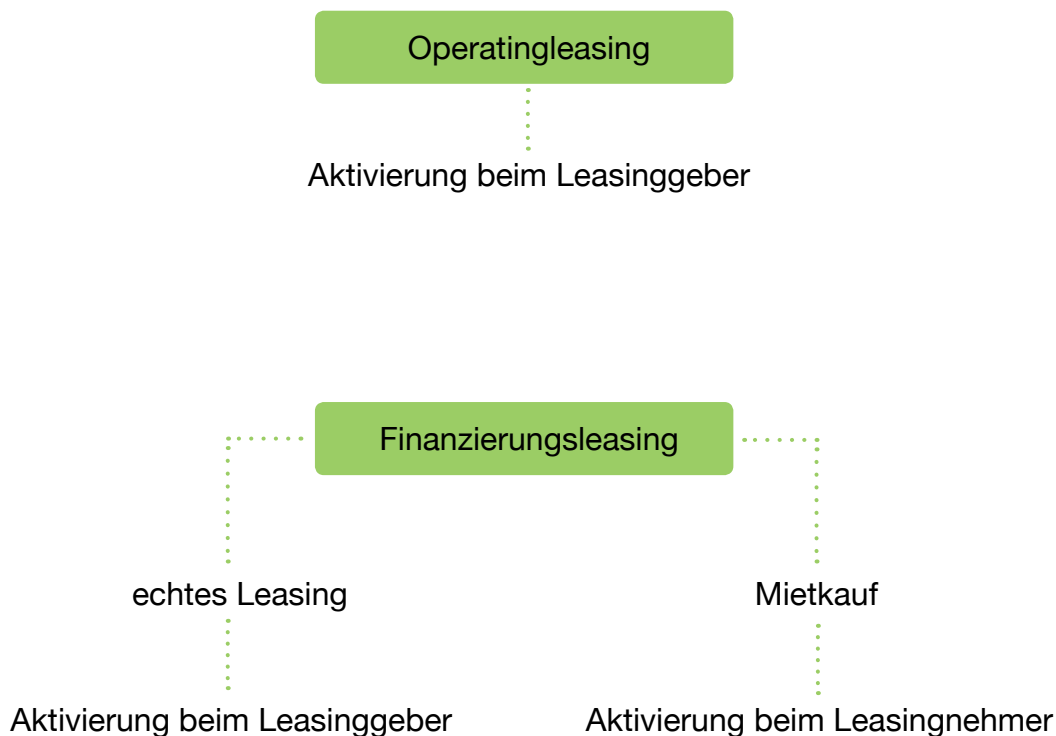 Operatingleasing
Aktivierung beim Leasinggeber
Finanzierungsleasing
echtes Leasing
Mietkauf
Aktivierung beim Leasinggeber
Aktivierung beim Leasingnehmer